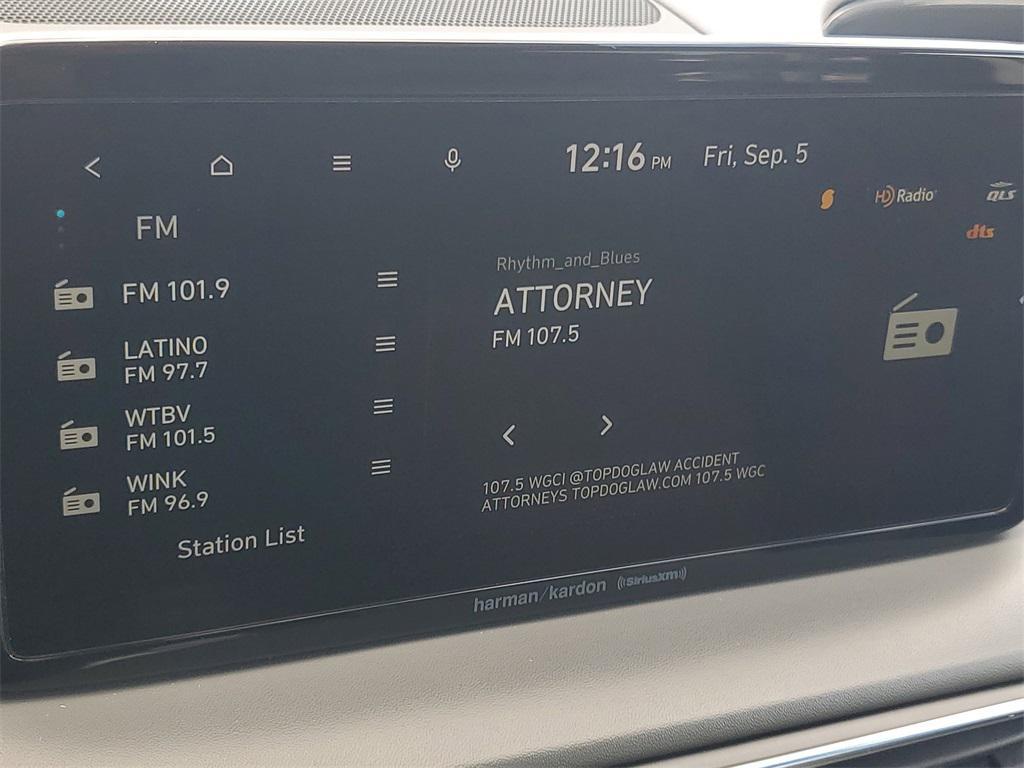 12:16 PM Fri, Sep. 5
HD Radio QLS
dts
FM
FM 101.9
LATINO
FM 97.7
WTBV
FM 101.5
WINK
FM 96.9
Station List
Rhythm_and_Blues
ATTORNEY
FM 107.5
107.5 WGCI @TOPDOGLAW ACCIDENT
ATTORNEYS TOPDOGLAW.COM 107.5 WGC
harman/kardon ((SiriusXM))